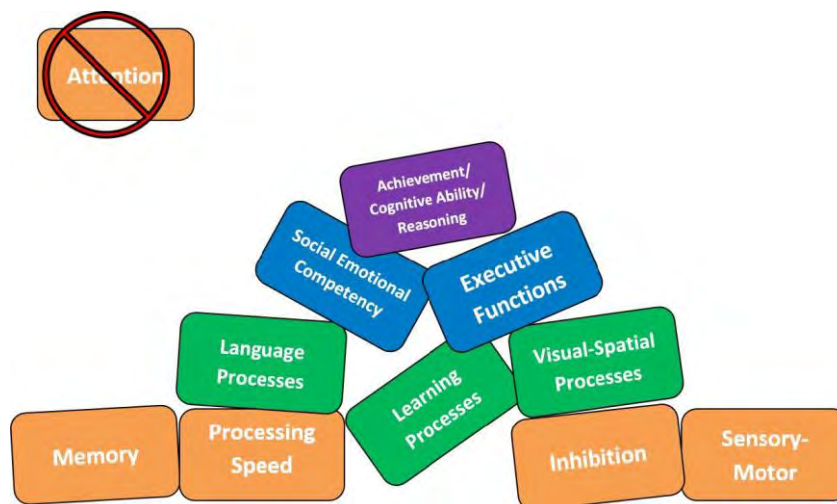 Attention
Achievement/
Cognitive Ability/
Reasoning
Social Emotional
Competency
Executive
Functions
Language
Processes
Learning
Processes
Visual-Spatial
Processes
Memory
Processing
Speed
Inhibition
Sensory-
Motor